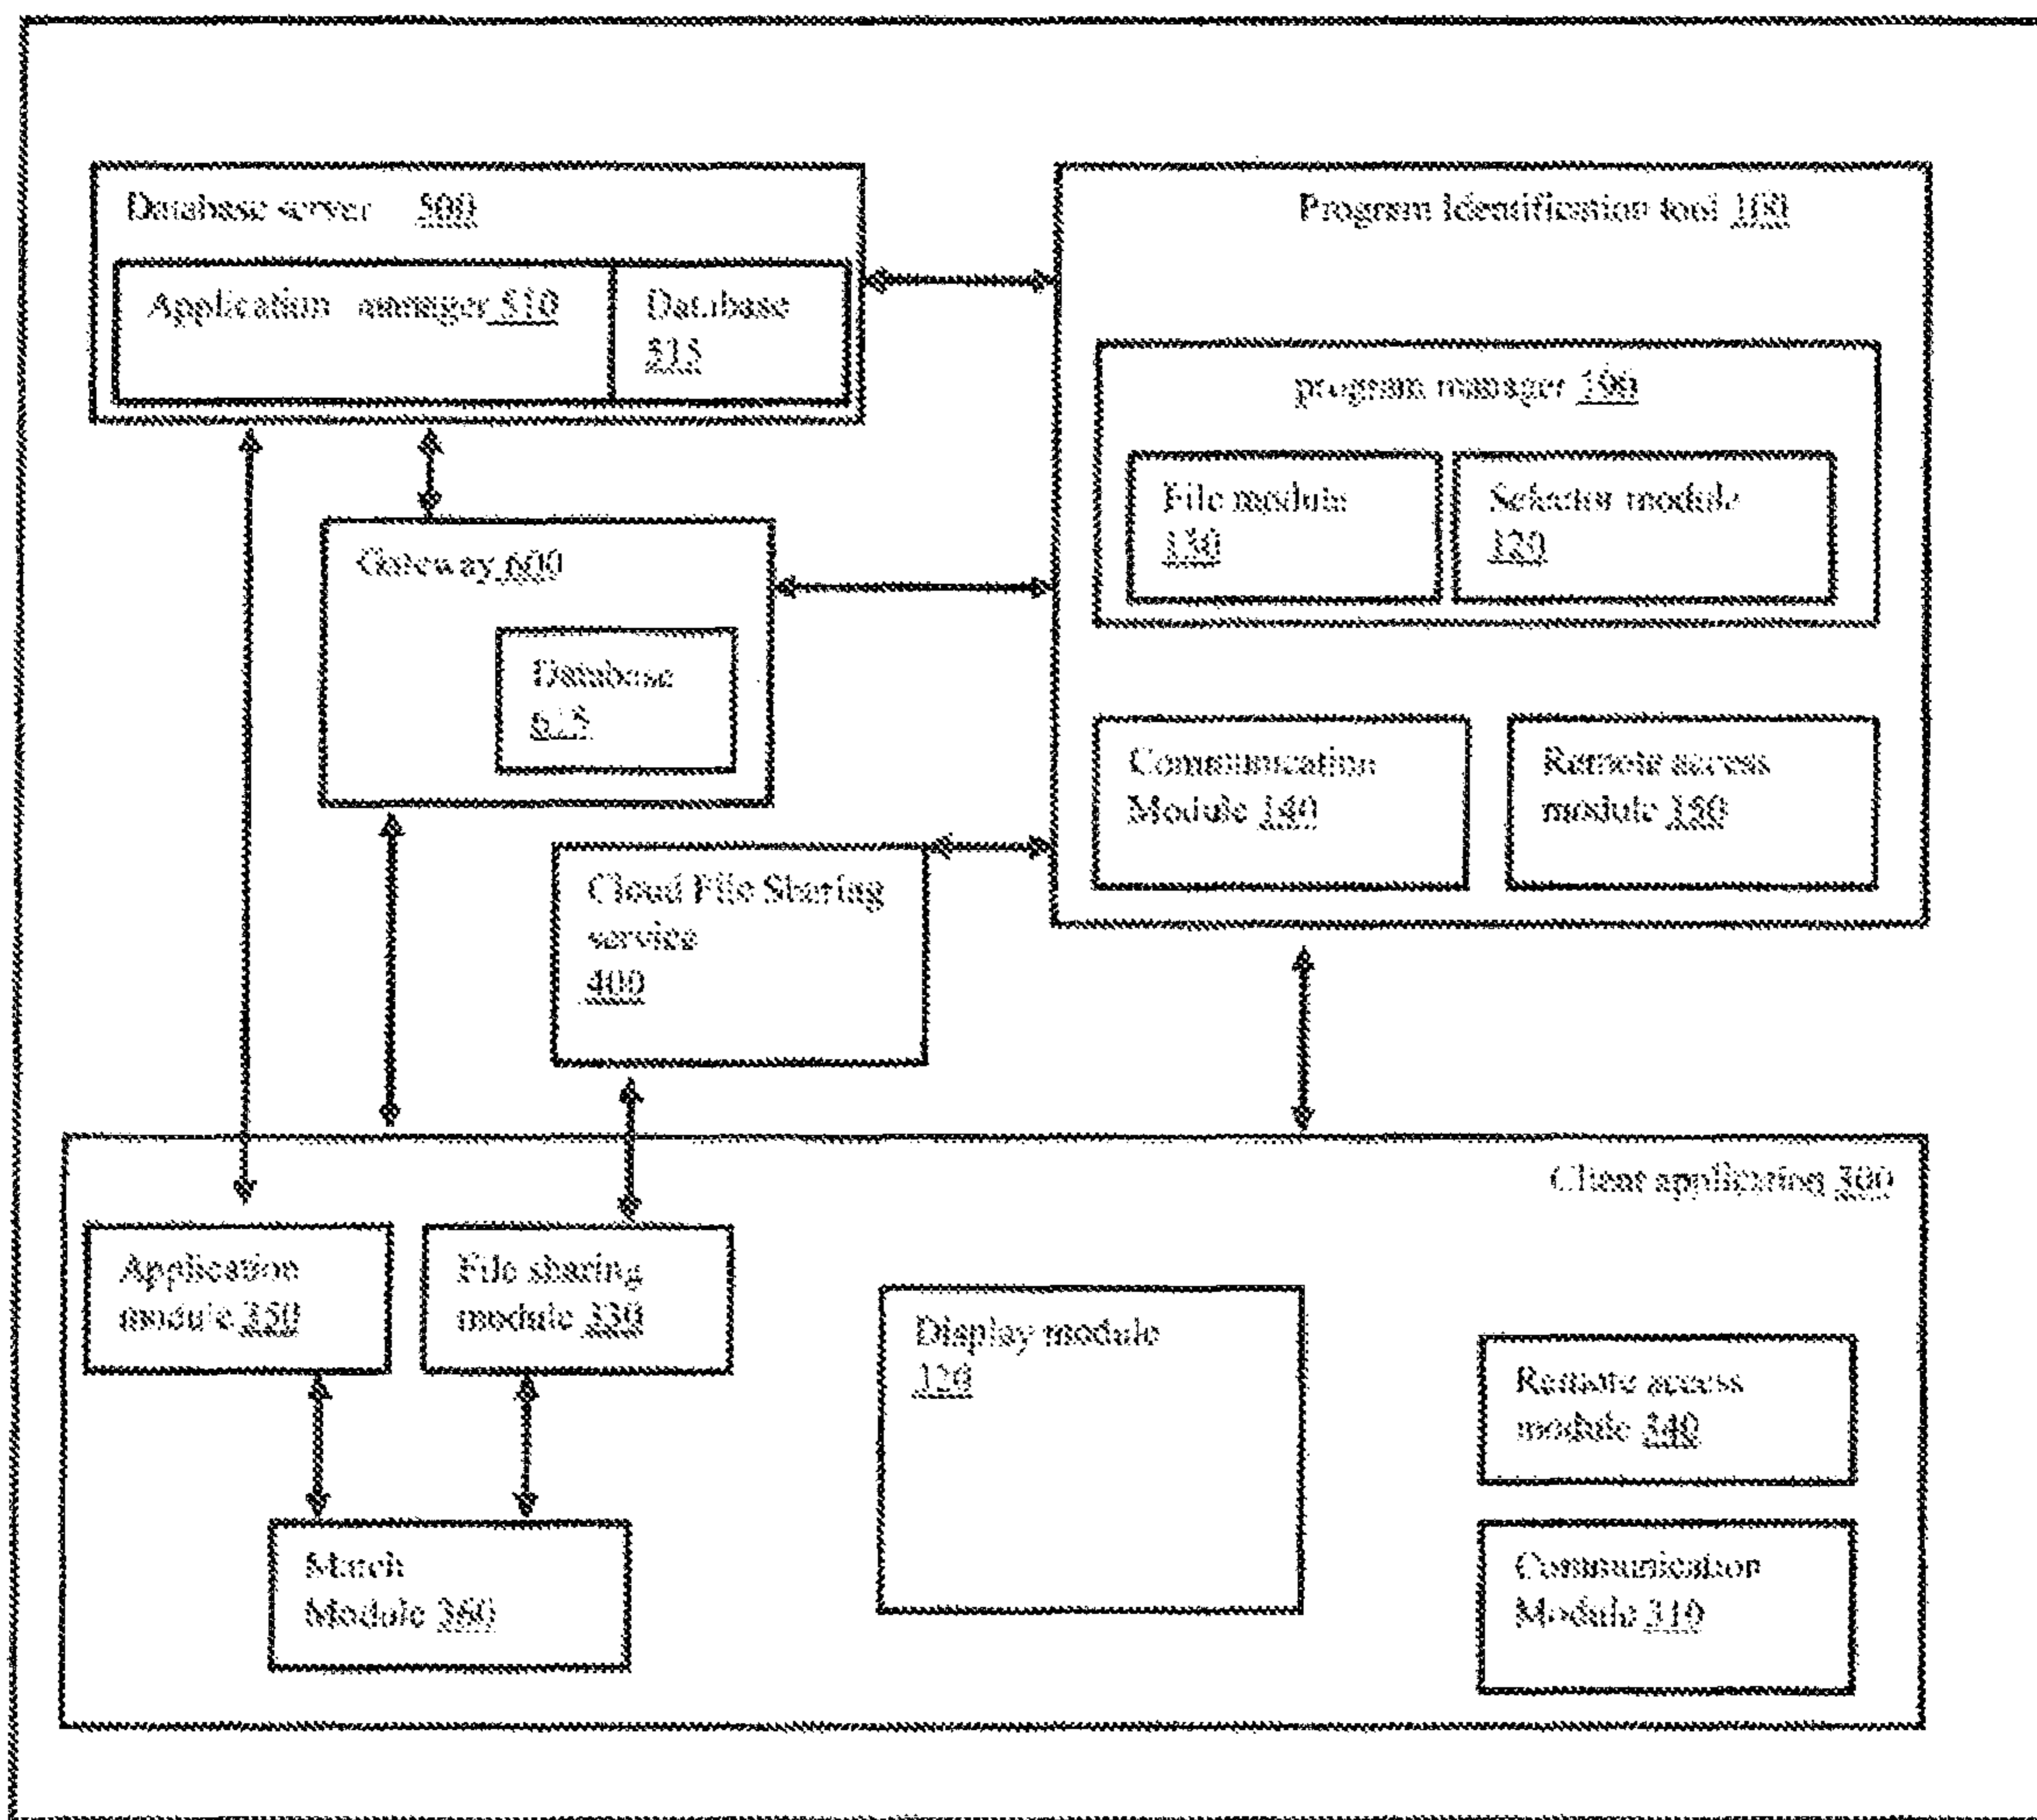 Database server 500
Application manager 510
Database
515
Program Identification tool 100
program manager 190
File module
130
Selector module
120
Gateway 600
Database
615
Communication
Module 140
Remote access
module 150
Cloud File Sharing
service
400
Client application 300
Application
module 350
File sharing
module 330
Display module
320
Remote access
module 340
Match
Module 360
Communication
Module 310